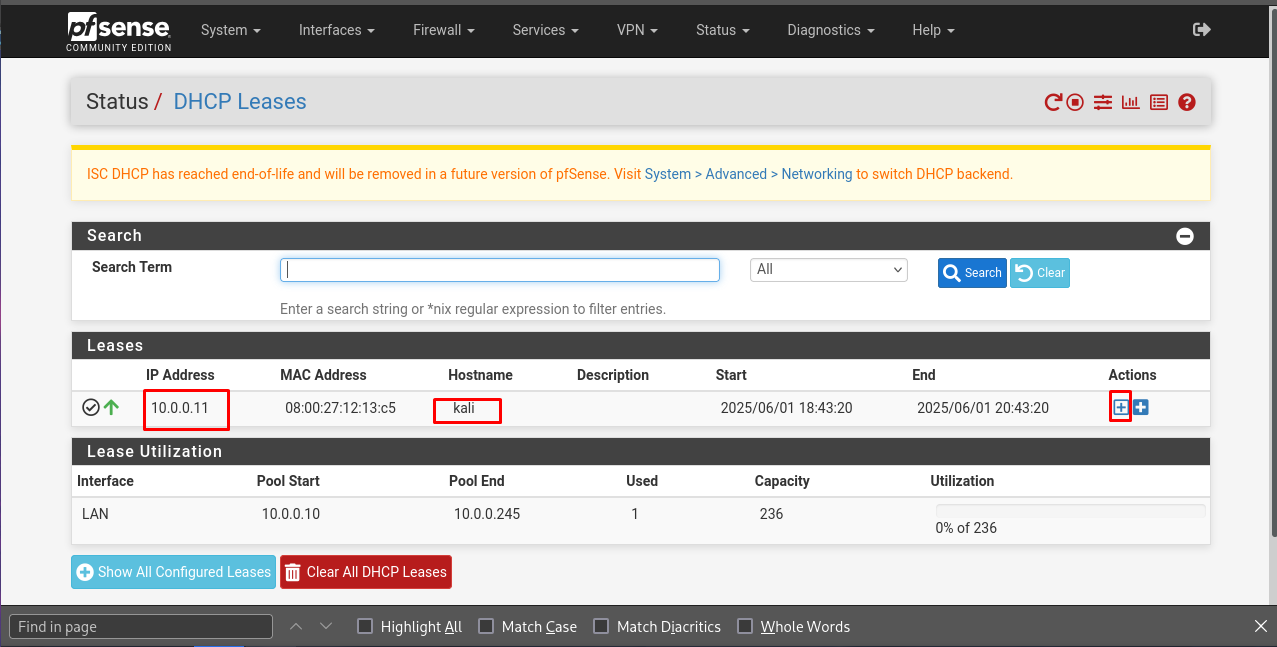 pfsense
COMMUNITY EDITION
System Interfaces Firewall Services VPN Status Diagnostics Help
Status / DHCP Leases
ISC DHCP has reached end-of-life and will be removed in a future version of pfSense. Visit System > Advanced > Networking to switch DHCP backend.
Search
Search Term All Search Clear
Enter a search string or *nix regular expression to filter entries.
Leases
IP Address MAC Address Hostname Description Start End Actions
10.0.0.11 08:00:27:12:13:c5 kali 2025/06/01 18:43:20 2025/06/01 20:43:20
Lease Utilization
Interface Pool Start Pool End Used Capacity Utilization
LAN 10.0.0.10 10.0.0.245 1 236
0% of 236
Show All Configured Leases Clear All DHCP Leases
Find in page Highlight All Match Case Match Diacritics Whole Words